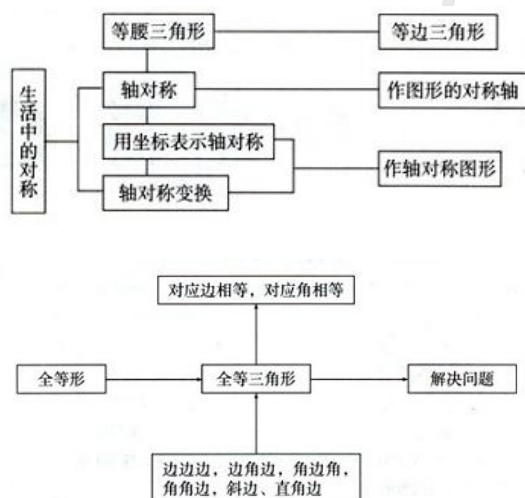 等腰三角形
等边三角形
生活中的对称
轴对称
作图形的对称轴
用坐标表示轴对称
作轴对称图形
轴对称变换
对应边相等，对应角相等
全等形
全等三角形
解决问题
边边边，边角边，角边角，
角角边，斜边、直角边